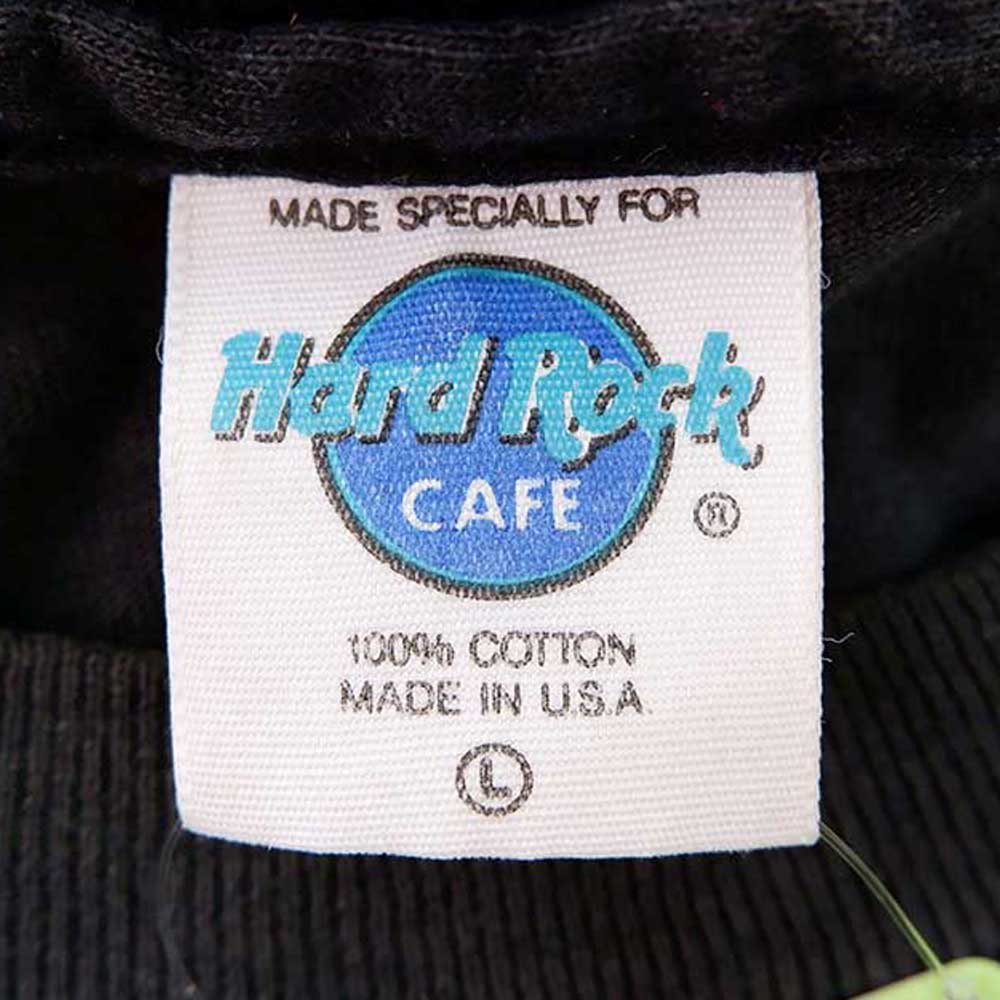 MADE SPECIALLY FOR
Hard Rock
CAFE
®
100% COTTON
MADE IN U.S.A.
L